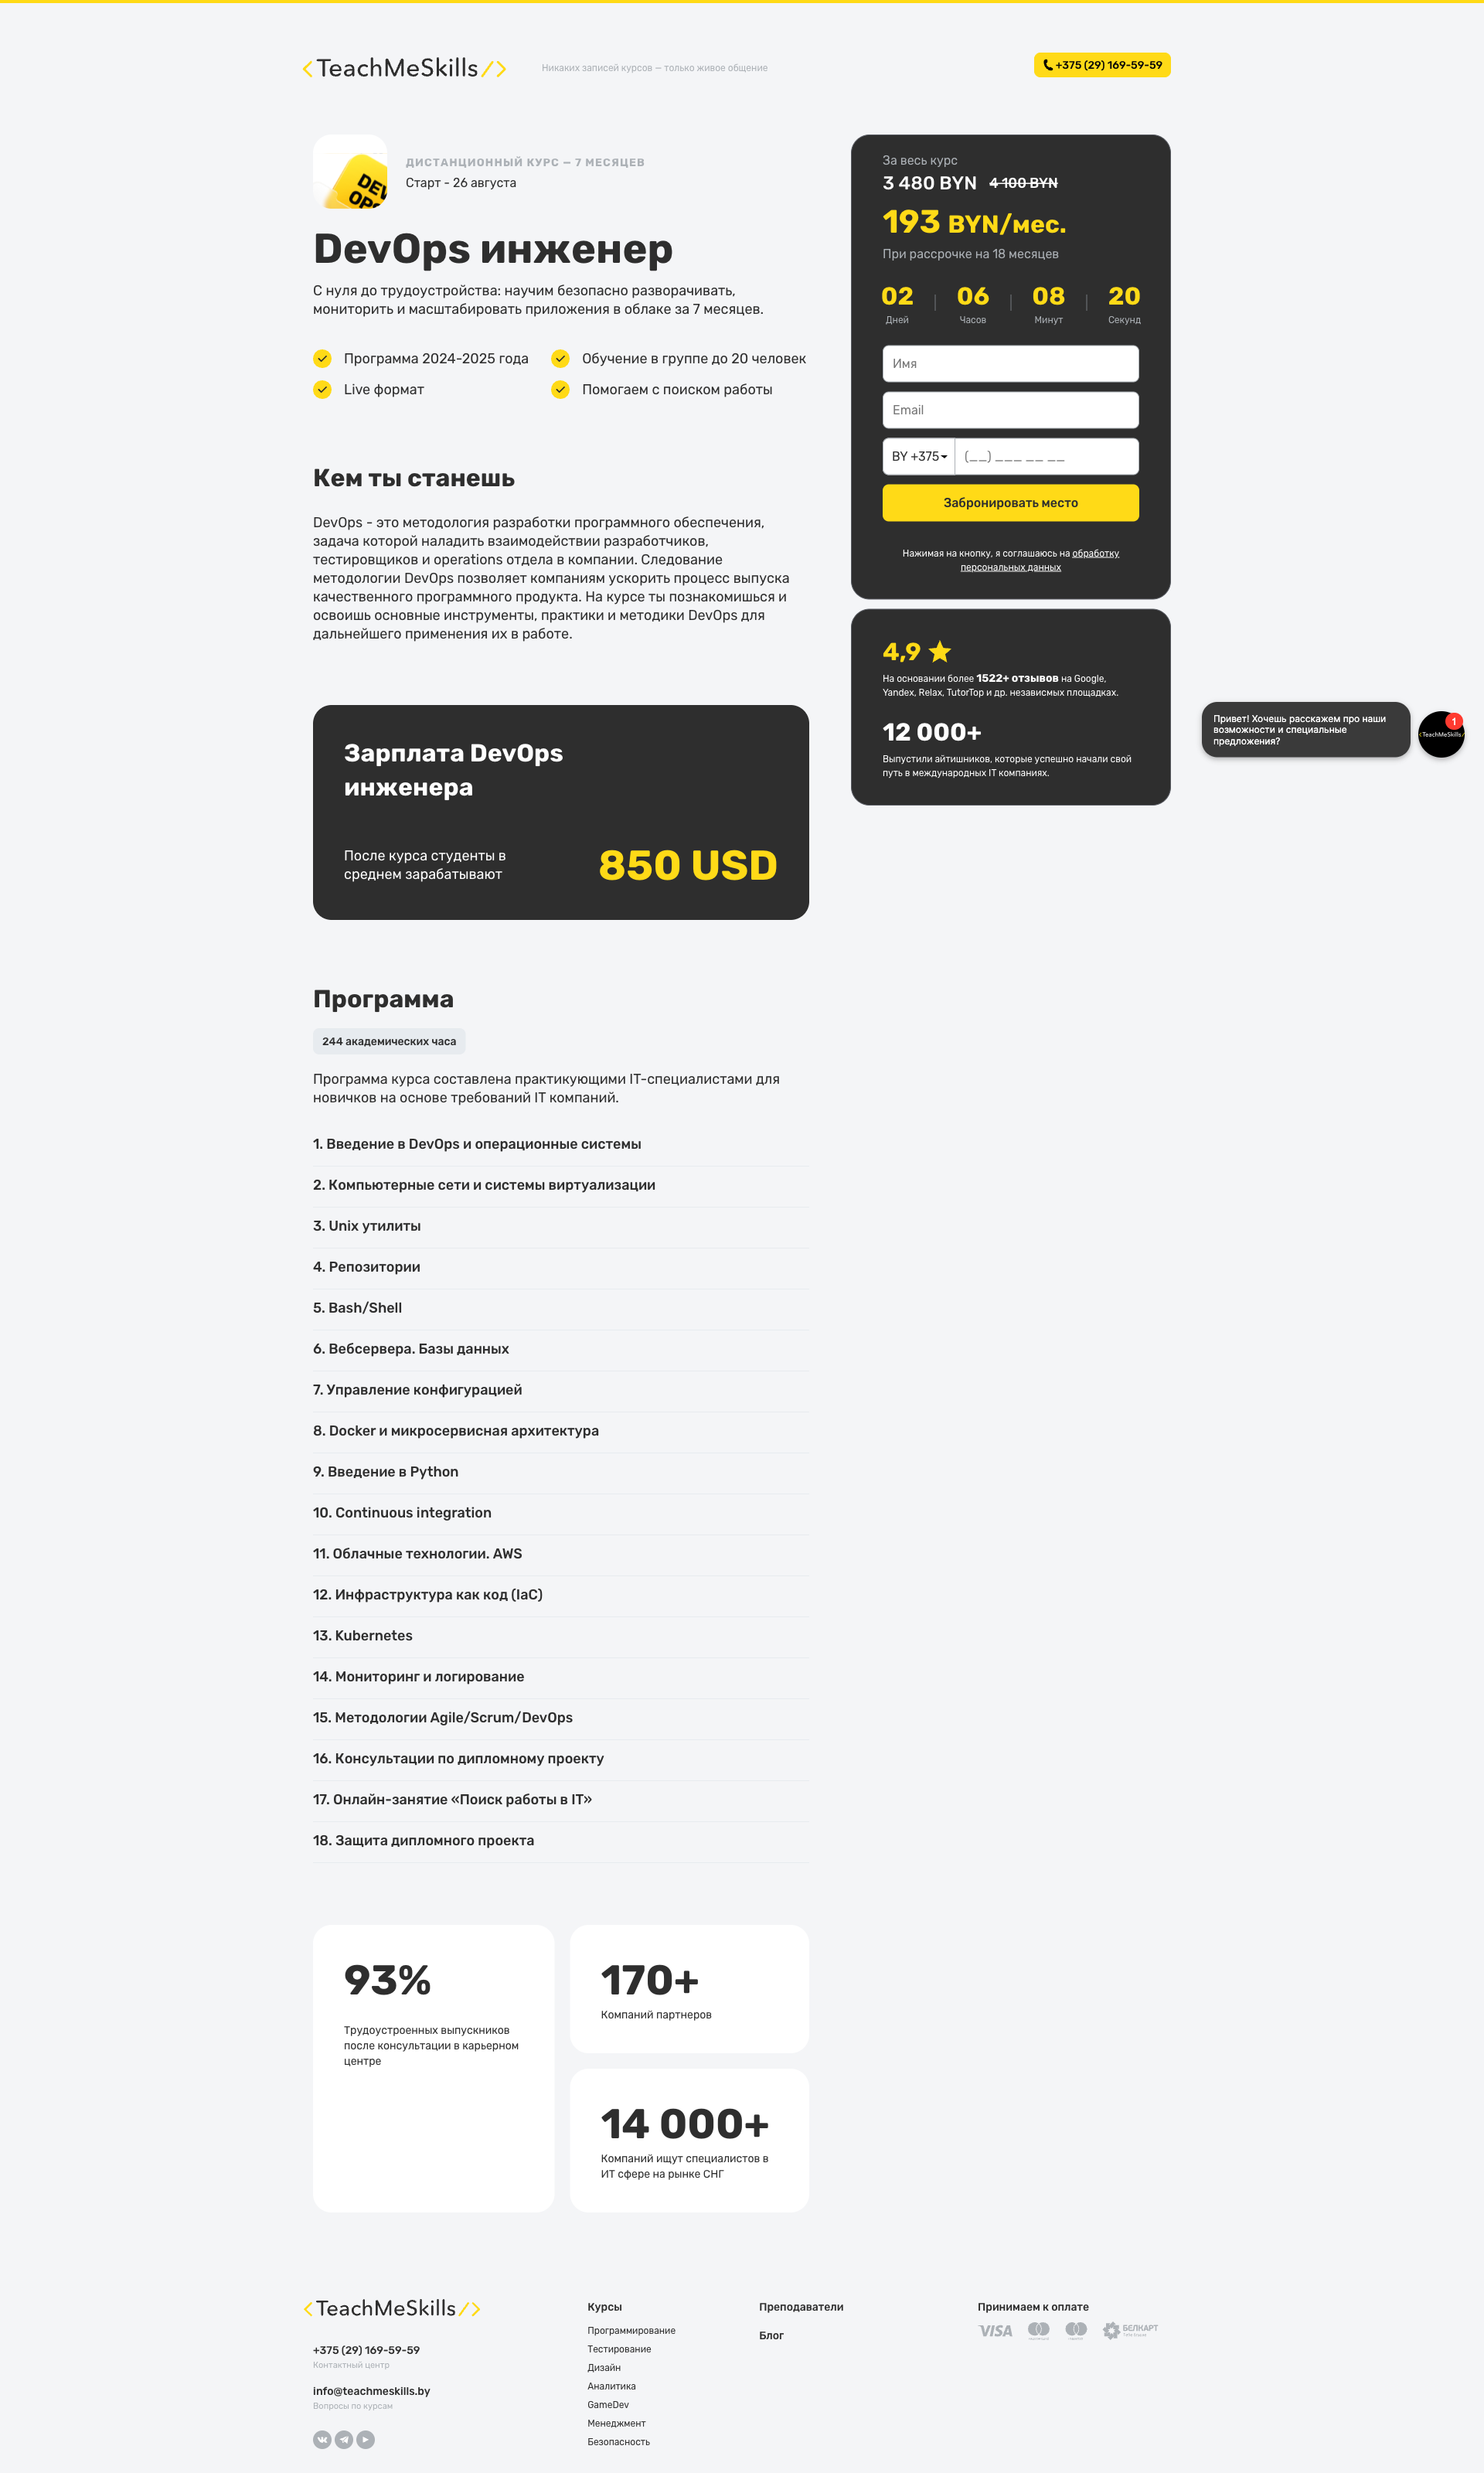 <TeachMeSkills/>
Никаких записей курсов — только живое общение
+375 (29) 169-59-59
DEV
OPS
ДИСТАНЦИОННЫЙ КУРС — 7 МЕСЯЦЕВ
Старт - 26 августа
DevOps инженер
С нуля до трудоустройства: научим безопасно разворачивать,
мониторить и масштабировать приложения в облаке за 7 месяцев.
Программа 2024-2025 года
Обучение в группе до 20 человек
Live формат
Помогаем с поиском работы
Кем ты станешь
DevOps - это методология разработки программного обеспечения,
задача которой наладить взаимодействии разработчиков,
тестировщиков и operations отдела в компании. Следование
методологии DevOps позволяет компаниям ускорить процесс выпуска
качественного программного продукта. На курсе ты познакомишься и
освоишь основные инструменты, практики и методики DevOps для
дальнейшего применения их в работе.
Зарплата DevOps
инженера
После курса студенты в
среднем зарабатывают
850 USD
За весь курс
3 480 BYN 4 100 BYN
193 BYN/мес.
При рассрочке на 18 месяцев
02 06 08 20
Дней Часов Минут Секунд
Имя
Email
BY +375 (__) ___ __ __
Забронировать место
Нажимая на кнопку, я соглашаюсь на обработку
персональных данных
4,9
На основании более 1522+ отзывов на Google,
Yandex, Relax, TutorTop и др. независмых площадках.
12 000+
Выпустили айтишников, которые успешно начали свой
путь в международных IT компаниях.
Привет! Хочешь расскажем про наши
возможности и специальные
предложения?
1
<TeachMeSkills/
Программа
244 академических часа
Программа курса составлена практикующими IT-специалистами для
новичков на основе требований IT компаний.
1. Введение в DevOps и операционные системы
2. Компьютерные сети и системы виртуализации
3. Unix утилиты
4. Репозитории
5. Bash/Shell
6. Вебсервера. Базы данных
7. Управление конфигурацией
8. Docker и микросервисная архитектура
9. Введение в Python
10. Continuous integration
11. Облачные технологии. AWS
12. Инфраструктура как код (IaC)
13. Kubernetes
14. Мониторинг и логирование
15. Методологии Agile/Scrum/DevOps
16. Консультации по дипломному проекту
17. Онлайн-занятие «Поиск работы в IT»
18. Защита дипломного проекта
93%
Трудоустроенных выпускников
после консультации в карьерном
центре
170+
Компаний партнеров
14 000+
Компаний ищут специалистов в
ИТ сфере на рынке СНГ
<TeachMeSkills/>
+375 (29) 169-59-59
Контактный центр
info@teachmeskills.by
Вопросы по курсам
Курсы
Программирование
Тестирование
Дизайн
Аналитика
GameDev
Менеджмент
Безопасность
Преподаватели
Блог
Принимаем к оплате
VISA
БЕЛКАРТ